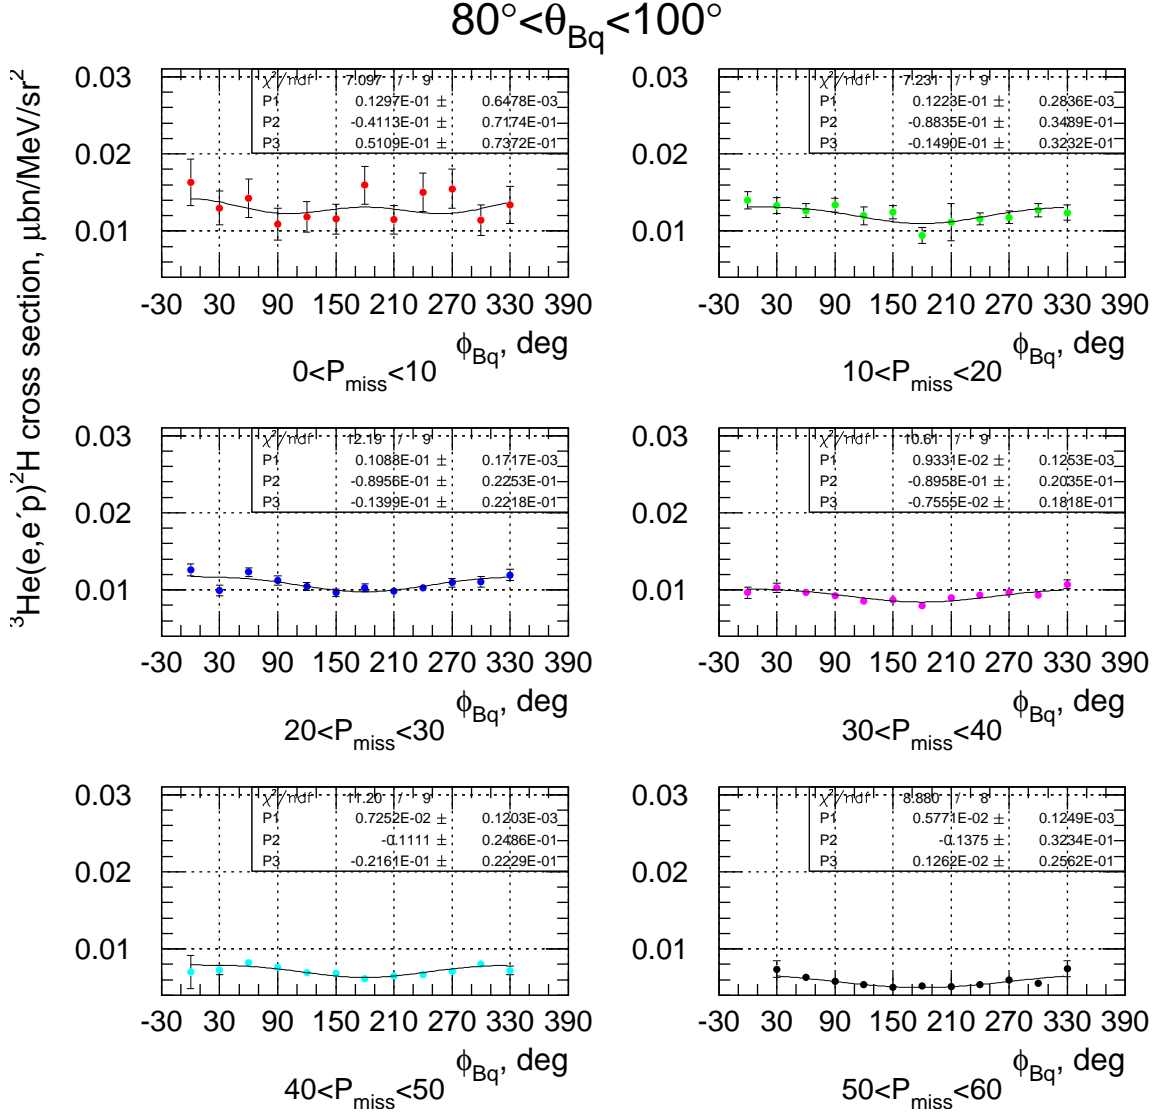 80°<θBq<100°
³He(e,e´p)²H cross section, μbn/MeV/sr²
0.03
0.02
0.01
χ²/ndf 7.097 / 9
P1 0.1297E-01 ± 0.6478E-03
P2 -0.4113E-01 ± 0.7174E-01
P3 0.5109E-01 ± 0.7372E-01
-30 30 90 150 210 270 330 390
ϕBq, deg
0<Pmiss<10
0.03
0.02
0.01
χ²/ndf 7.231 / 9
P1 0.1223E-01 ± 0.2836E-03
P2 -0.8835E-01 ± 0.3489E-01
P3 -0.1490E-01 ± 0.3232E-01
-30 30 90 150 210 270 330 390
ϕBq, deg
10<Pmiss<20
0.03
0.02
0.01
χ²/ndf 12.19 / 9
P1 0.1088E-01 ± 0.1717E-03
P2 -0.8956E-01 ± 0.2253E-01
P3 -0.1399E-01 ± 0.2218E-01
-30 30 90 150 210 270 330 390
ϕBq, deg
20<Pmiss<30
0.03
0.02
0.01
χ²/ndf 10.61 / 9
P1 0.9331E-02 ± 0.1253E-03
P2 -0.8958E-01 ± 0.2035E-01
P3 -0.7555E-02 ± 0.1818E-01
-30 30 90 150 210 270 330 390
ϕBq, deg
30<Pmiss<40
0.03
0.02
0.01
χ²/ndf 11.20 / 9
P1 0.7252E-02 ± 0.1203E-03
P2 -0.1111 ± 0.2486E-01
P3 -0.2161E-01 ± 0.2229E-01
-30 30 90 150 210 270 330 390
ϕBq, deg
40<Pmiss<50
0.03
0.02
0.01
χ²/ndf 8.880 / 8
P1 0.5771E-02 ± 0.1249E-03
P2 -0.1375 ± 0.3234E-01
P3 0.1262E-02 ± 0.2562E-01
-30 30 90 150 210 270 330 390
ϕBq, deg
50<Pmiss<60